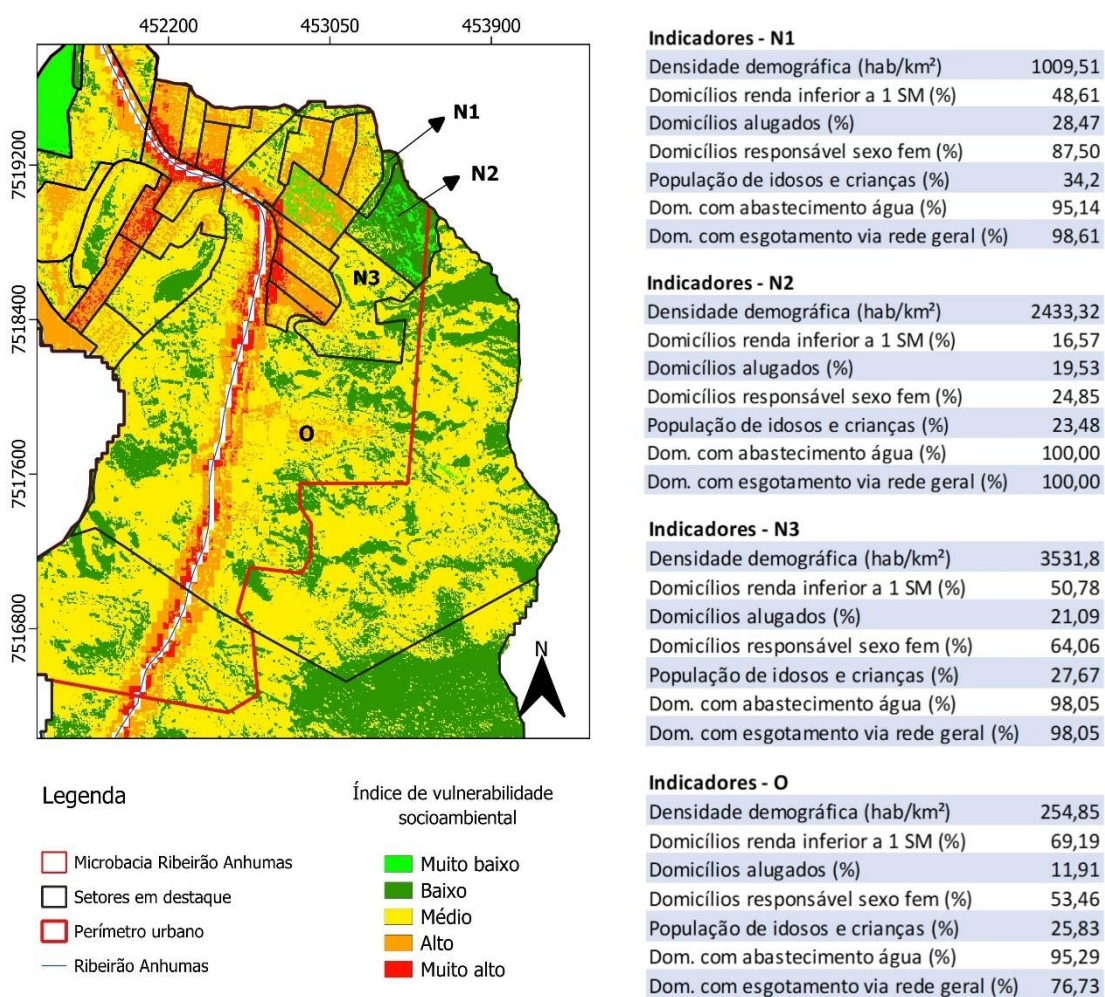 452200 453050 453900
7519200
7518400
7517600
7516800
N1
N2
N3
O
N
Legenda
Microbacia Ribeirão Anhumas
Setores em destaque
Perímetro urbano
Ribeirão Anhumas
Índice de vulnerabilidade
socioambiental
Muito baixo
Baixo
Médio
Alto
Muito alto
Indicadores - N1
Densidade demográfica (hab/km²) 1009,51
Domicílios renda inferior a 1 SM (%) 48,61
Domicílios alugados (%) 28,47
Domicílios responsável sexo fem (%) 87,50
População de idosos e crianças (%) 34,2
Dom. com abastecimento água (%) 95,14
Dom. com esgotamento via rede geral (%) 98,61
Indicadores - N2
Densidade demográfica (hab/km²) 2433,32
Domicílios renda inferior a 1 SM (%) 16,57
Domicílios alugados (%) 19,53
Domicílios responsável sexo fem (%) 24,85
População de idosos e crianças (%) 23,48
Dom. com abastecimento água (%) 100,00
Dom. com esgotamento via rede geral (%) 100,00
Indicadores - N3
Densidade demográfica (hab/km²) 3531,8
Domicílios renda inferior a 1 SM (%) 50,78
Domicílios alugados (%) 21,09
Domicílios responsável sexo fem (%) 64,06
População de idosos e crianças (%) 27,67
Dom. com abastecimento água (%) 98,05
Dom. com esgotamento via rede geral (%) 98,05
Indicadores - O
Densidade demográfica (hab/km²) 254,85
Domicílios renda inferior a 1 SM (%) 69,19
Domicílios alugados (%) 11,91
Domicílios responsável sexo fem (%) 53,46
População de idosos e crianças (%) 25,83
Dom. com abastecimento água (%) 95,29
Dom. com esgotamento via rede geral (%) 76,73